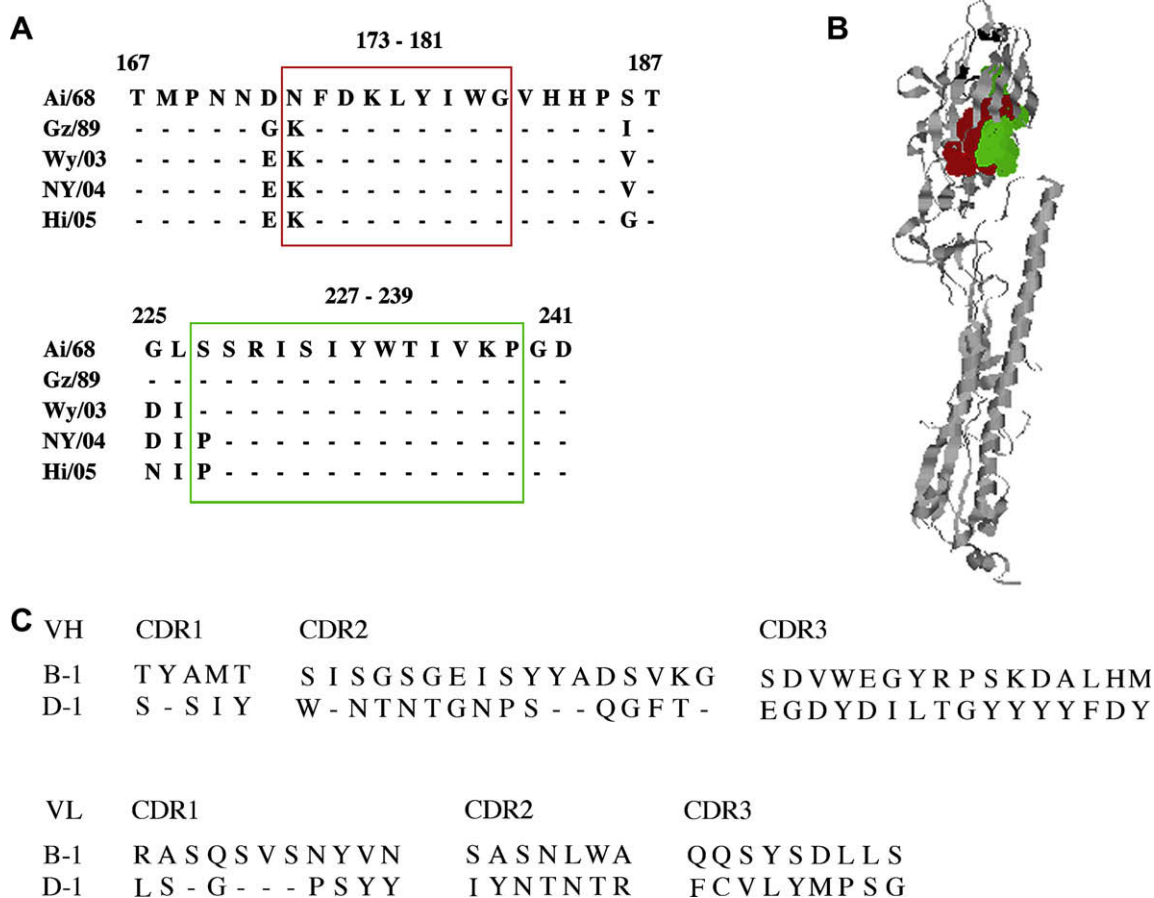 A
B
173 - 181
167 187
Ai/68 T M P N N D N F D K L Y I W G V H H P S T
Gz/89 - - - - - G K - - - - - - - - - - - - I -
Wy/03 - - - - - E K - - - - - - - - - - - - V -
NY/04 - - - - - E K - - - - - - - - - - - - V -
Hi/05 - - - - - E K - - - - - - - - - - - - G -
227 - 239
225 241
Ai/68 G L S S R I S I Y W T I V K P G D
Gz/89 - - - - - - - - - - - - - - - - -
Wy/03 D I - - - - - - - - - - - - - - -
NY/04 D I P - - - - - - - - - - - - - -
Hi/05 N I P - - - - - - - - - - - - - -
C
VH CDR1 CDR2 CDR3
B-1 T Y A M T S I S G S G E I S Y Y A D S V K G S D V W E G Y R P S K D A L H M
D-1 S - S I Y W - N T N T G N P S - - Q G F T - E G D Y D I L T G Y Y Y Y F D Y
VL CDR1 CDR2 CDR3
B-1 R A S Q S V S N Y V N S A S N L W A Q Q S Y S D L L S
D-1 L S - G - - - P S Y Y I Y N T N T R F C V L Y M P S G